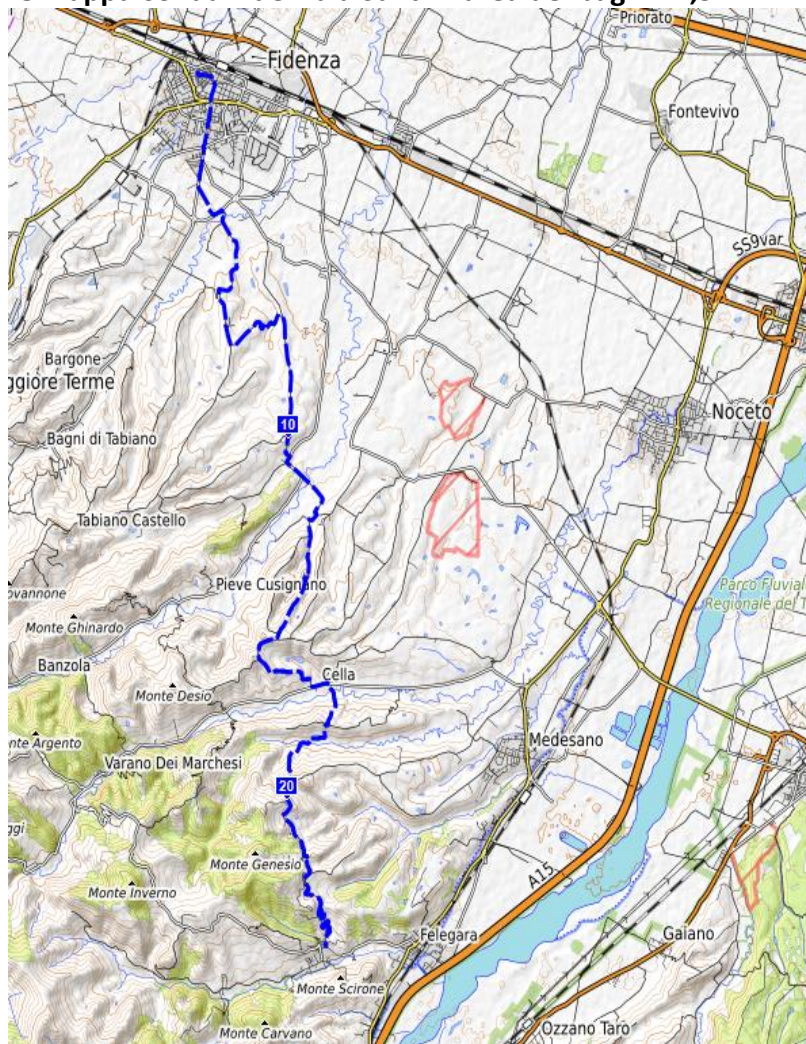 Priorato
Fidenza
Fontevivo
SS9var
Bargone
ggiore Terme
10
Noceto
Bagni di Tabiano
Tabiano Castello
Pieve Cusignano
Parco Fluvial
Regionale del T
ovannone
Monte Ghinardo
Banzola
Cella
Monte Desio
nte Argento
Medesano
Varano Dei Marchesi
20
ggi
Monte Genesio
Monte Inverno
A15
Felegara
Gaiano
Monte Scirone
Monte Carvano
Ozzano Taro